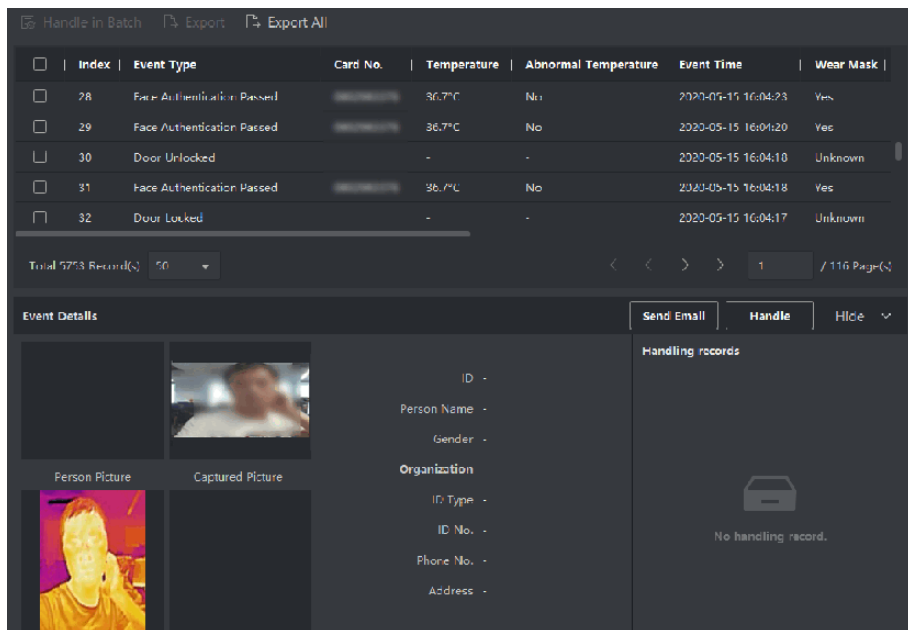 Handle in Batch Export Export All
Index Event Type Card No. Temperature Abnormal Temperature Event Time Wear Mask
28 Face Authentication Passed 36.7°C No 2020-05-15 16:04:23 Yes
29 Face Authentication Passed 36.7°C No 2020-05-15 16:04:20 Yes
30 Door Unlocked - - 2020-05-15 16:04:18 Unknown
31 Face Authentication Passed 36.7°C No 2020-05-15 16:04:18 Yes
32 Door Locked - - 2020-05-15 16:04:17 Unknown
Total 5753 Record(s) 50 1 / 116 Page(s)
Event Details Send Email Handle Hide
Handling records
ID -
Person Name -
Gender -
Organization
Person Picture Captured Picture
ID Type -
ID No. -
Phone No. -
Address -
No handling record.